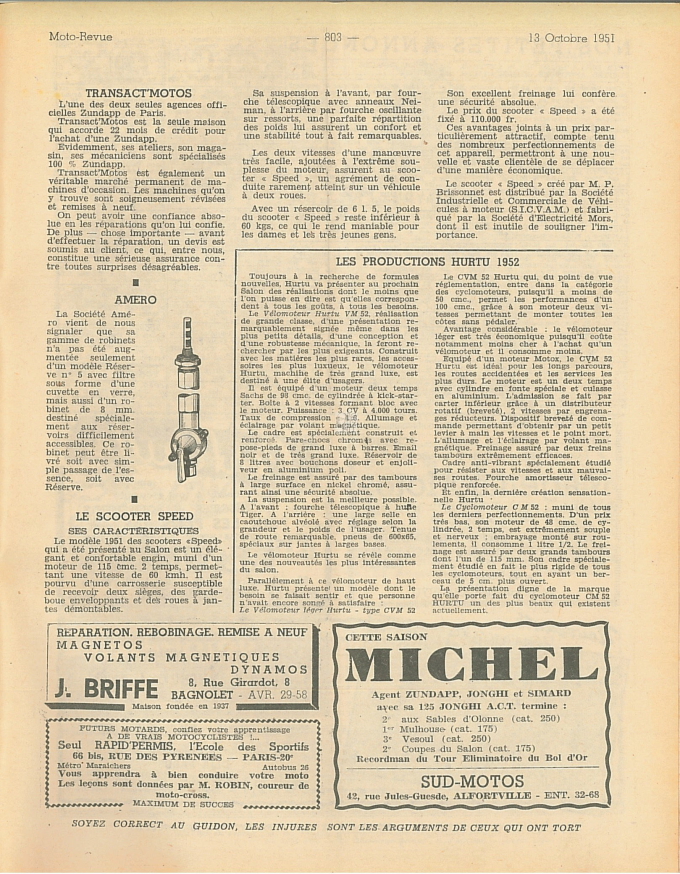 Moto-Revue
— 803 —
13 Octobre 1951
TRANSACT'MOTOS
L'une des deux seules agences offi-
cielles Zundapp de Paris.
Transact'Motos est la seule maison
qui accorde 22 mois de crédit pour
l'achat d'une Zundapp.
Evidemment, ses ateliers, son maga-
sin, ses mécaniciens sont spécialisés
100 % Zundapp.
Transact'Motos est également un
véritable marché permanent de ma-
chines d'occasion. Les machines qu'on
y trouve sont soigneusement révisées
et remises à neuf.
On peut avoir une confiance abso-
lue en les réparations qu'on lui confie.
De plus — chose importante — avant
d'effectuer la réparation, un devis est
soumis au client, ce qui, entre nous,
constitue une sérieuse assurance con-
tre toutes surprises désagréables.
AMERO
La Société Amé-
ro vient de nous
signaler que sa
gamme de robinets
n'a pas été aug-
mentée seulement
d'un modèle Réser-
ve n° 5 avec filtre
sous forme d'une
cuvette en verre,
mais aussi d'un ro-
binet de 8 mm.
destiné spéciale-
ment aux réser-
voirs difficilement
accessibles. Ce ro-
binet peut être li-
vré soit avec sim-
ple passage de l'es-
sence, soit avec
Réserve.
LE SCOOTER SPEED
SES CARACTÉRISTIQUES
Le modèle 1951 des scooters «Speed»
qui a été présenté au Salon est un élé-
gant et confortable engin, muni d'un
moteur de 115 cmc. 2 temps, permet-
tant une vitesse de 60 kmh. Il est
pourvu d'une carrosserie susceptible
de recevoir deux sièges, des garde-
boue enveloppants et des roues à jan-
tes démontables.
Sa suspension à l'avant, par four-
che télescopique avec anneaux Nei-
man, à l'arrière par fourche oscillante
sur ressorts, une parfaite répartition
des poids lui assurent un confort et
une stabilité tout à fait remarquables.
Les deux vitesses d'une manœuvre
très facile, ajoutées à l'extrême sou-
plesse du moteur, assurent au scoo-
ter « Speed », un agrément de con-
duite rarement atteint sur un véhicule
à deux roues.
Avec un réservoir de 6 l. 5, le poids
du scooter « Speed » reste inférieur à
60 kgs, ce qui le rend maniable pour
les dames et les très jeunes gens.
Son excellent freinage lui confère
une sécurité absolue.
Le prix du scooter « Speed » a été
fixé à 110.000 fr.
Ces avantages joints à un prix par-
ticulièrement attractif, compte tenu
des nombreux perfectionnements de
cet appareil, permettront à une nou-
velle et vaste clientèle de se déplacer
d'une manière économique.
Le scooter « Speed » créé par M. P.
Brissonnet est distribué par la Société
Industrielle et Commerciale de Véhi-
cules à moteur (S.I.C.V.A.M.) et fabri-
qué par la Société d'Electricité Mors,
dont il est inutile de souligner l'im-
portance.
LES PRODUCTIONS HURTU 1952
Toujours à la recherche de formules
nouvelles, Hurtu va présenter au prochain
Salon des réalisations dont le moins que
l'on puisse en dire est qu'elles correspon-
dent à tous les goûts, à tous les besoins.
Le Vélomoteur Hurtu VM 52, réalisation
de grande classe, d'une présentation re-
marquablement signée même dans les
plus petits détails, d'une conception et
d'une robustesse mécanique, la feront re-
chercher par les plus exigeants. Construit
avec les matières les plus rares, les acces-
soires les plus luxueux, le vélomoteur
Hurtu, machine de très grand luxe, est
destiné à une élite d'usagers.
Il est équipé d'un moteur deux temps
Sachs de 98 cmc. de cylindrée à kick-star-
ter. Boîte à 2 vitesses formant bloc avec
le moteur. Puissance : 3 CV à 4.000 tours.
Taux de compression Allumage et
éclairage par volant magnétique.
Le cadre est spécialement construit et
renforcé. Pare-chocs chromés avec re-
pose-pieds de grand luxe à barres. Email
noir et de très grand luxe. Réservoir de
8 litres avec bouchons doseur et enjoli-
veur en aluminium poli.
Le freinage est assuré par des tambours
à large surface en nickel chromé, assu-
rant ainsi une sécurité absolue.
La suspension est la meilleure possible.
A l'avant : fourche télescopique à huile
Tiger. A l'arrière : une large selle en
caoutchouc alvéolé avec réglage selon la
grandeur et le poids de l'usager. Tenue
de route remarquable, pneus de 600x65,
spéciaux sur jantes à larges bases.
Le vélomoteur Hurtu se révèle comme
une des nouveautés les plus intéressantes
du salon.
Parallèlement à ce vélomoteur de haut
luxe, Hurtu présente un modèle dont le
besoin se faisait sentir et que personne
n'avait encore songé à satisfaire :
Le Vélomoteur léger Hurtu - type CVM 52
Le CVM 52 Hurtu qui, du point de vue
réglementation, entre dans la catégorie
des cyclomoteurs, puisqu'il a moins de
50 cmc., permet les performances d'un
100 cmc., grâce à son moteur deux vi-
tesses permettant de monter toutes les
côtes sans pédaler.
Avantage considérable : le vélomoteur
léger est très économique puisqu'il coûte
notamment moins cher à l'achat qu'un
vélomoteur et il consomme moins.
Equipé d'un moteur Motox, le CVM 52
Hurtu est idéal pour les longs parcours,
les routes accidentées et les services les
plus durs. Le moteur est un deux temps
avec cylindre en fonte spéciale et culasse
en aluminium. L'admission se fait par
carter inférieur grâce à un distributeur
rotatif (breveté), 2 vitesses par engrena-
ges réducteurs. Dispositif breveté de com-
mande permettant d'obtenir par un petit
levier à main les vitesses et le point mort.
L'allumage et l'éclairage par volant ma-
gnétique. Freinage assuré par deux freins
tambours extrêmement efficaces.
Cadre anti-vibrant spécialement étudié
pour résister aux vitesses et aux mauvai-
ses routes. Fourche amortisseur télesco-
pique renforcée.
Et enfin, la dernière création sensation-
nelle Hurtu :
Le Cyclomoteur CM 52 : muni de tous
les derniers perfectionnements. D'un prix
très bas, son moteur de 48 cmc. de cy-
lindrée, 2 temps, est extrêmement souple
et nerveux : embrayage monté sur rou-
lements, il consomme 1 litre 1/2. Le frei-
nage est assuré par deux grands tambours
dont l'un de 115 mm. Son cadre spéciale-
ment étudié en fait le plus rigide de tous
les cyclomoteurs, tout en ayant un ber-
ceau de 5 cm. plus ouvert.
La présentation digne de la marque
qu'elle porte fait du cyclomoteur CM 52
HURTU un des plus beaux qui existent
actuellement.
REPARATION. REBOBINAGE. REMISE A NEUF
MAGNETOS
VOLANTS MAGNETIQUES
DYNAMOS
J. BRIFFE
8, Rue Girardot, 8
BAGNOLET - AVR. 29-58
Maison fondée en 1937
FUTURS MOTARDS, confiez votre apprentissage
A DE VRAIS MOTOCYCLISTES !...
Seul RAPID'PERMIS, l'Ecole des Sportifs
66 bis, RUE DES PYRENEES — PARIS-20e
Métro' Maraîchers Autobus 26
Vous apprendra à bien conduire votre moto
Les leçons sont données par M. ROBIN, coureur de
moto-cross.
MAXIMUM DE SUCCES
CETTE SAISON
MICHEL
Agent ZUNDAPP, JONGHI et SIMARD
avec sa 125 JONGHI A.C.T. termine :
2e aux Sables d'Olonne (cat. 250)
1er Mulhouse (cat. 175)
3e Vesoul (cat. 250)
2e Coupes du Salon (cat. 175)
Recordman du Tour Eliminatoire du Bol d'Or
SUD-MOTOS
42, rue Jules-Guesde, ALFORTVILLE - ENT. 32-68
SOYEZ CORRECT AU GUIDON, LES INJURES SONT LES ARGUMENTS DE CEUX QUI ONT TORT